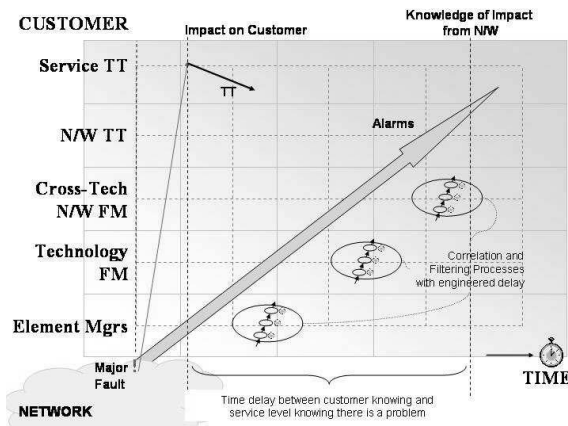 CUSTOMER
Impact on Customer
Knowledge of Impact
from N/W
Service TT
TT
N/W TT
Alarms
Cross-Tech
N/W FM
Technology
FM
Correlation and
Filtering Processes
with engineered delay
Element Mgrs
Major
Fault
TIME
Time delay between customer knowing and
service level knowing there is a problem
NETWORK